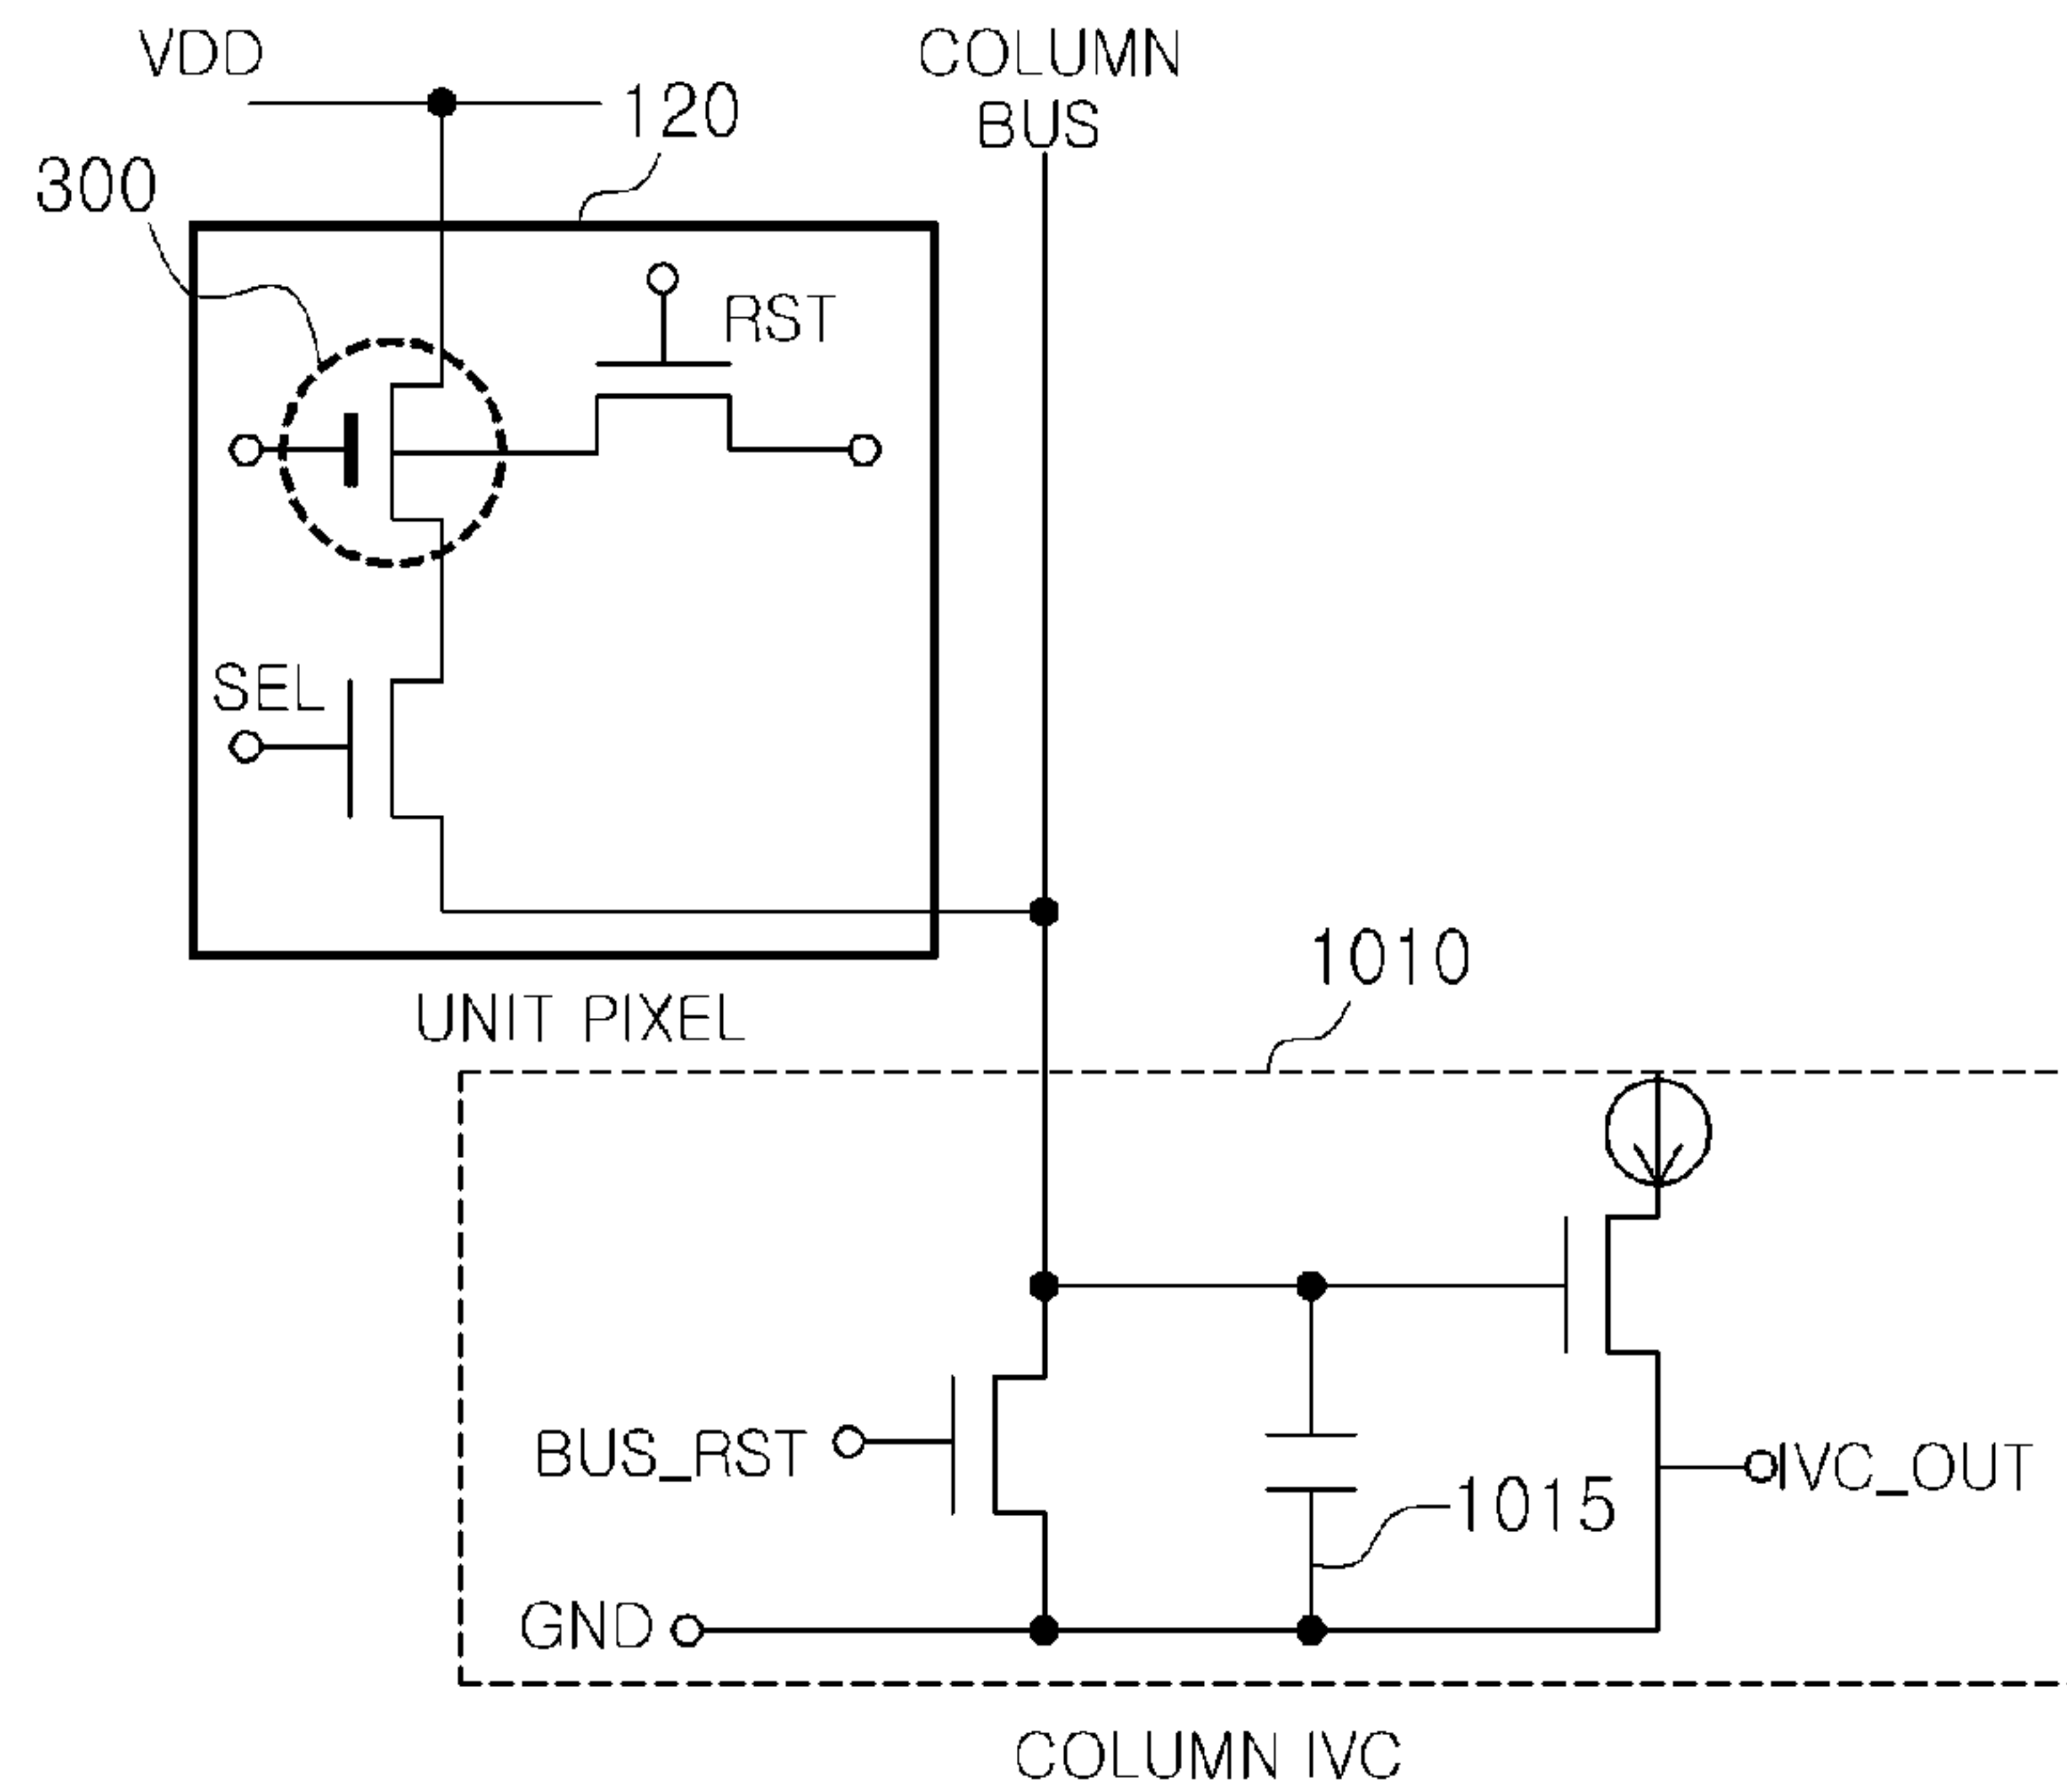 VDD
COLUMN
BUS
120
300
RST
SEL
UNIT PIXEL
1010
BUS_RST
IVC_OUT
1015
GND
COLUMN IVC